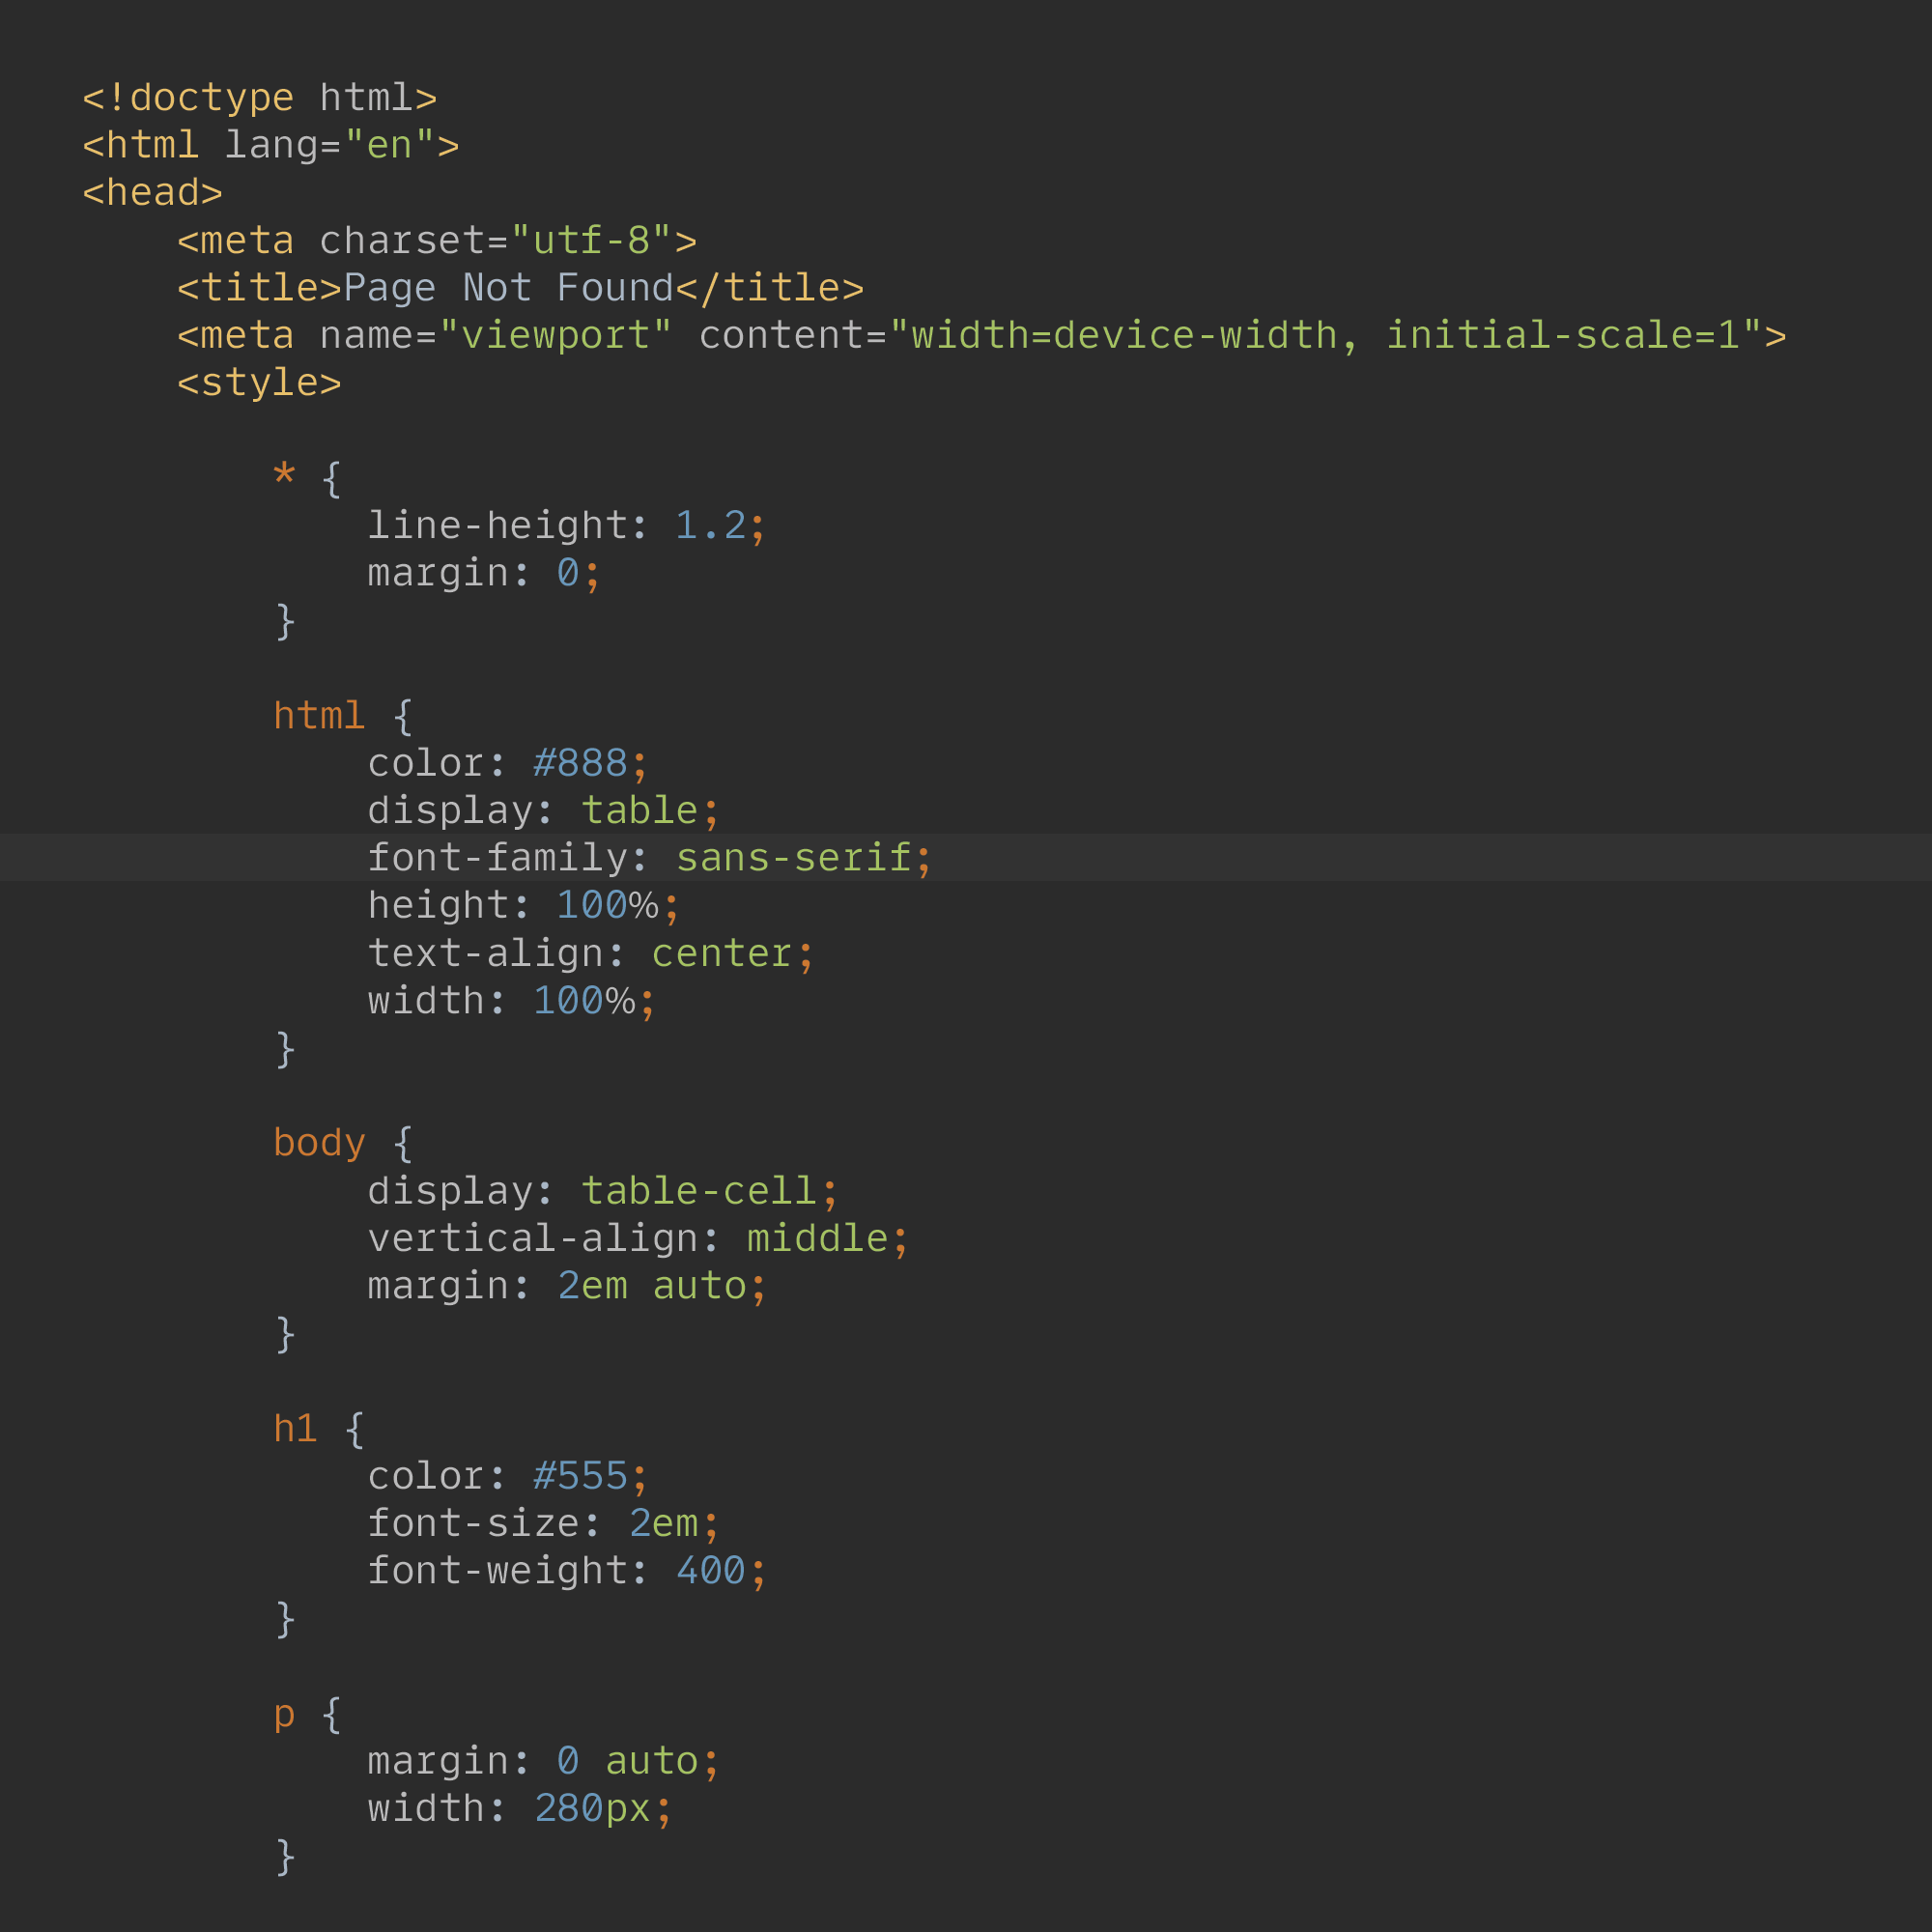 <!doctype html>
<html lang="en">
<head>
    <meta charset="utf-8">
    <title>Page Not Found</title>
    <meta name="viewport" content="width=device-width, initial-scale=1">
    <style>

        * {
            line-height: 1.2;
            margin: 0;
        }

        html {
            color: #888;
            display: table;
            font-family: sans-serif;
            height: 100%;
            text-align: center;
            width: 100%;
        }

        body {
            display: table-cell;
            vertical-align: middle;
            margin: 2em auto;
        }

        h1 {
            color: #555;
            font-size: 2em;
            font-weight: 400;
        }

        p {
            margin: 0 auto;
            width: 280px;
        }